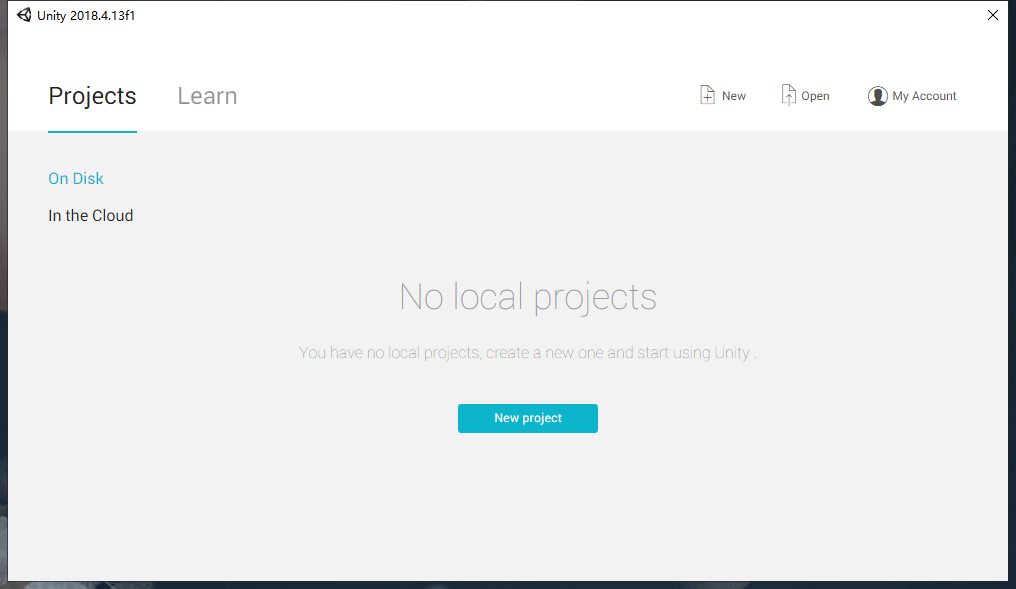 Unity 2018.4.13f1
Projects Learn New Open My Account
On Disk
In the Cloud
No local projects
You have no local projects, create a new one and start using Unity .
New project